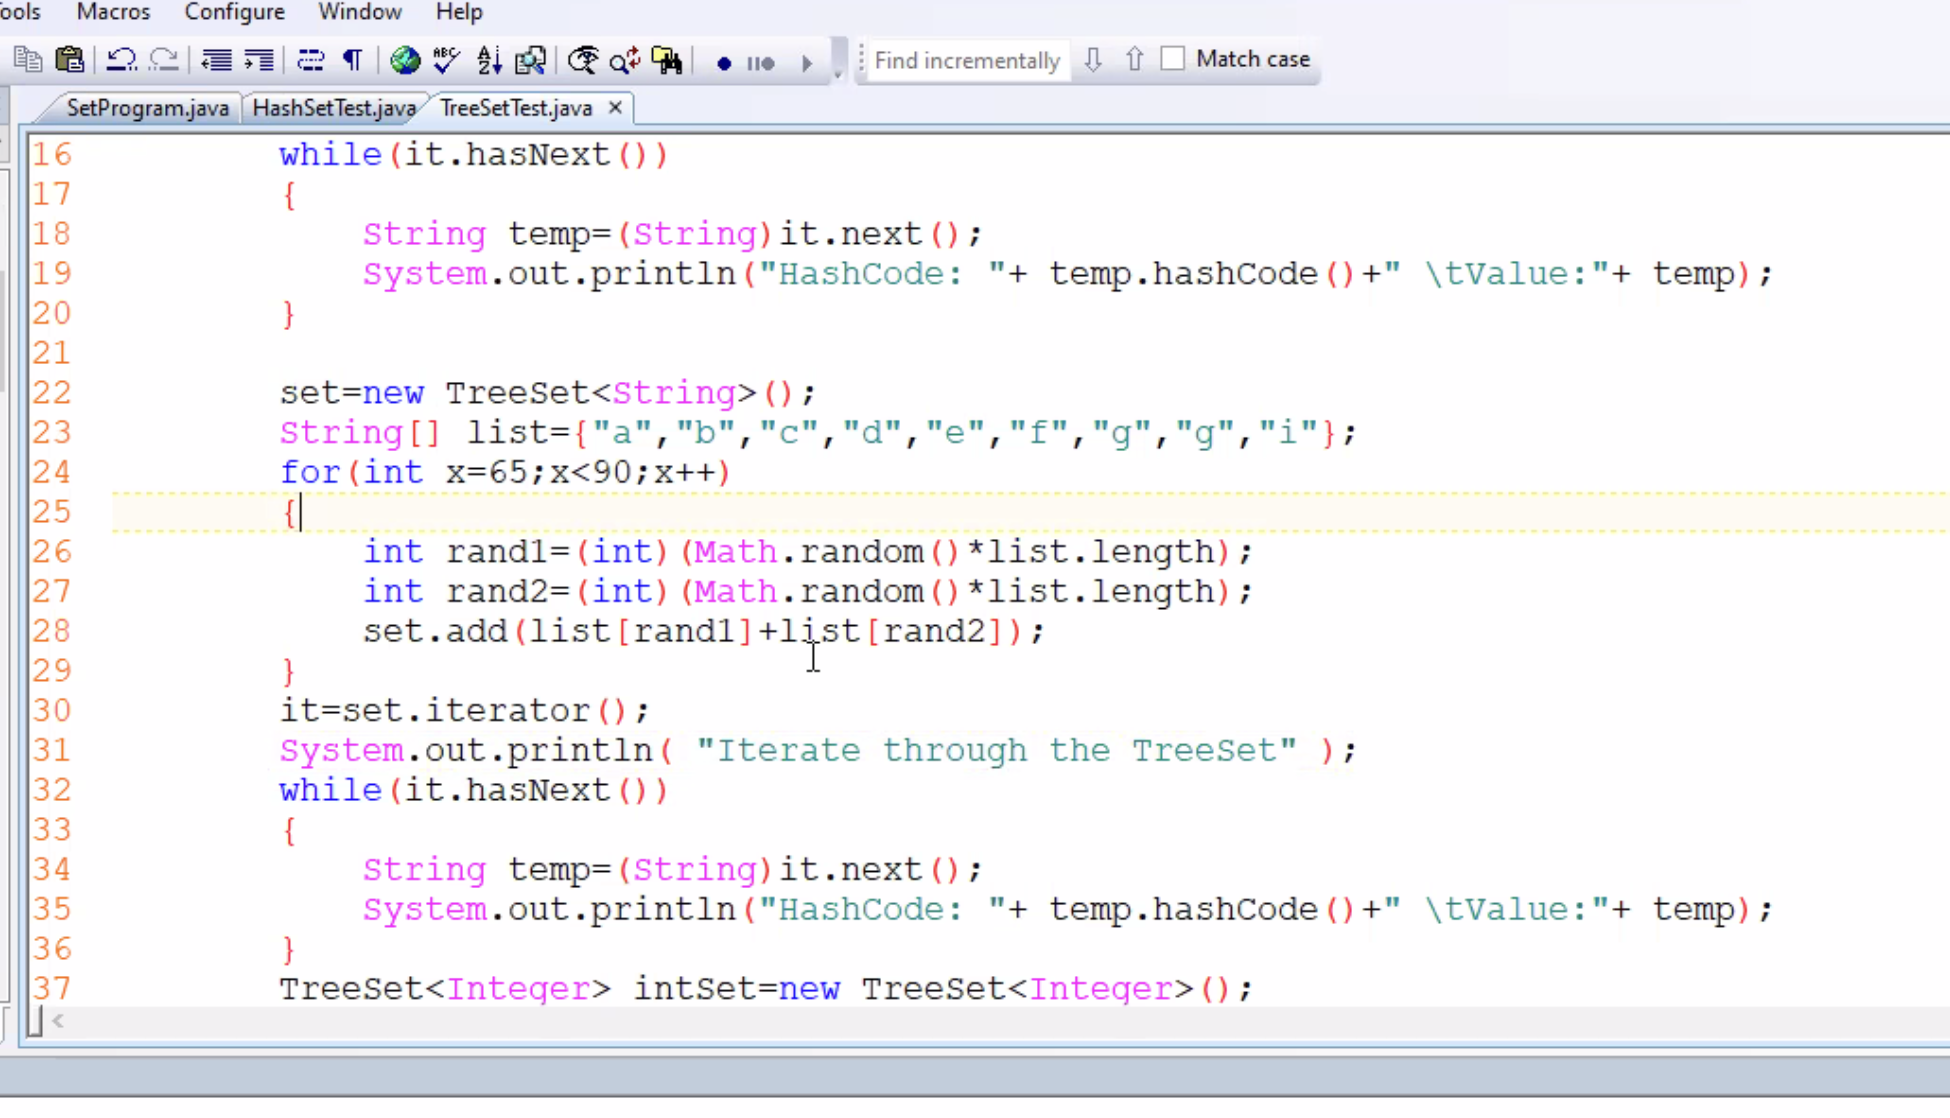 Macros Configure Window Help
Find incrementally Match case
SetProgram.java HashSetTest.java TreeSetTest.java
16 while(it.hasNext())
17 {
18 String temp=(String)it.next();
19 System.out.println("HashCode: "+ temp.hashCode()+" \tValue:"+ temp);
20 }
21
22 set=new TreeSet<String>();
23 String[] list={"a","b","c","d","e","f","g","g","i"};
24 for(int x=65;x<90;x++)
25 {
26 int rand1=(int)(Math.random()*list.length);
27 int rand2=(int)(Math.random()*list.length);
28 set.add(list[rand1]+list[rand2]);
29 }
30 it=set.iterator();
31 System.out.println( "Iterate through the TreeSet" );
32 while(it.hasNext())
33 {
34 String temp=(String)it.next();
35 System.out.println("HashCode: "+ temp.hashCode()+" \tValue:"+ temp);
36 }
37 TreeSet<Integer> intSet=new TreeSet<Integer>();